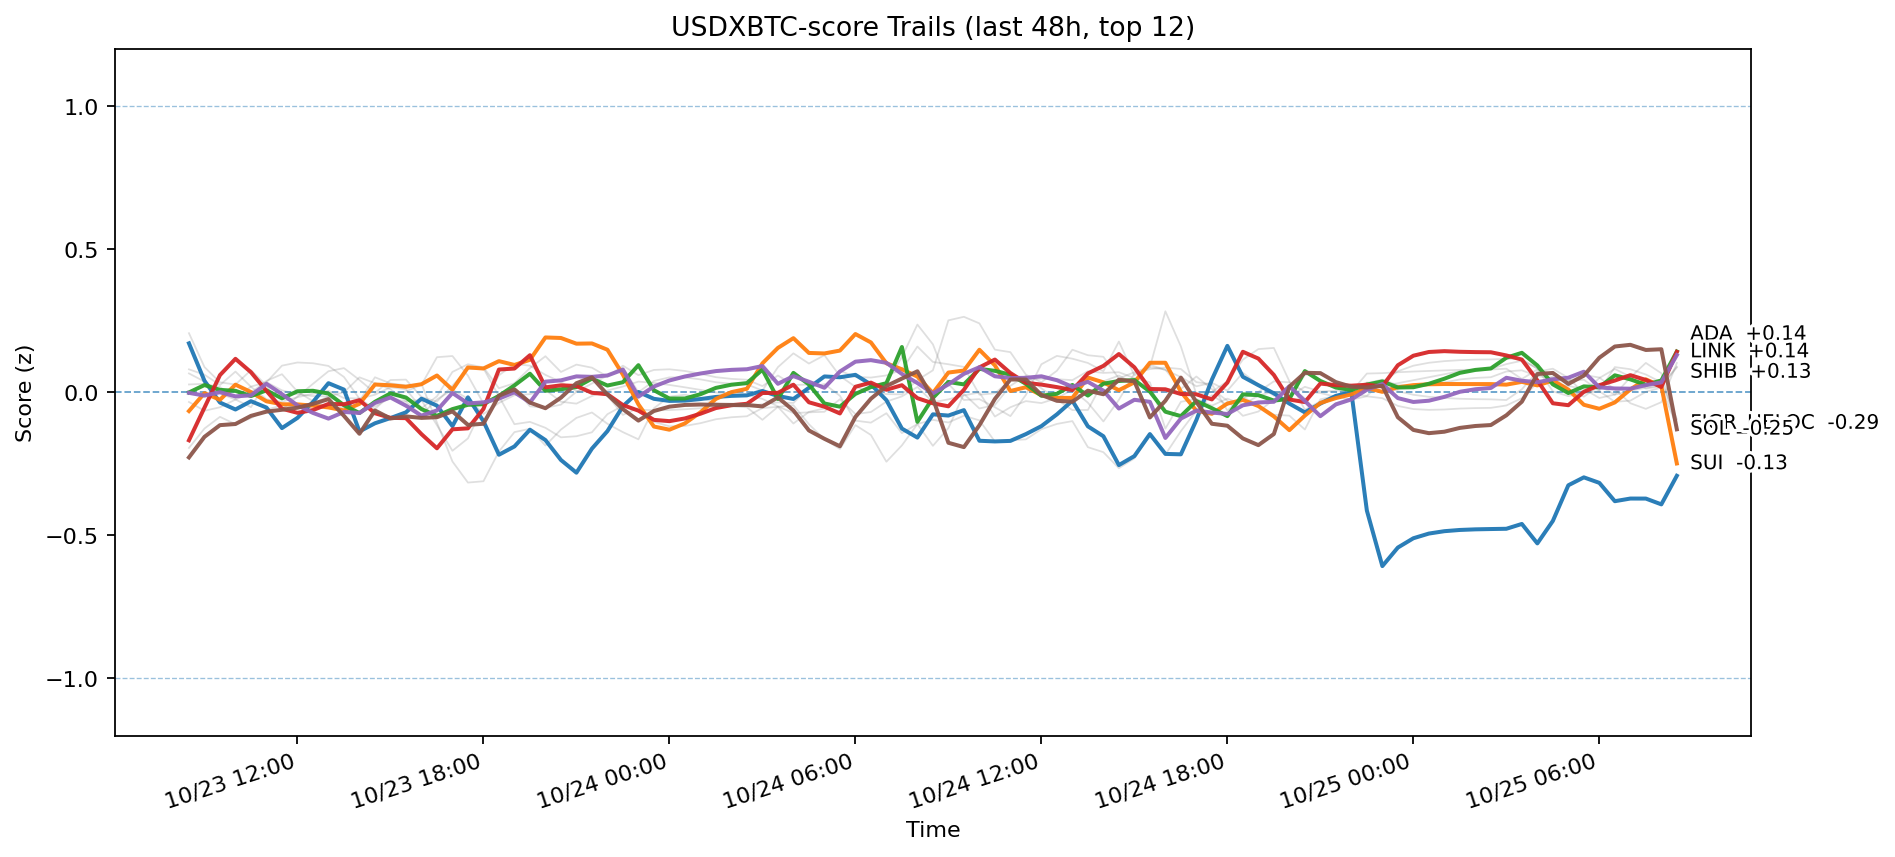 USDXBTC-score Trails (last 48h, top 12)
Score (z)
1.0
0.5
0.0
−0.5
−1.0
ADA +0.14
LINK +0.14
SHIB +0.13
-0.29
SOL -0.25
SUI -0.13
10/23 12:00
10/23 18:00
10/24 00:00
10/24 06:00
10/24 12:00
10/24 18:00
10/25 00:00
10/25 06:00
Time